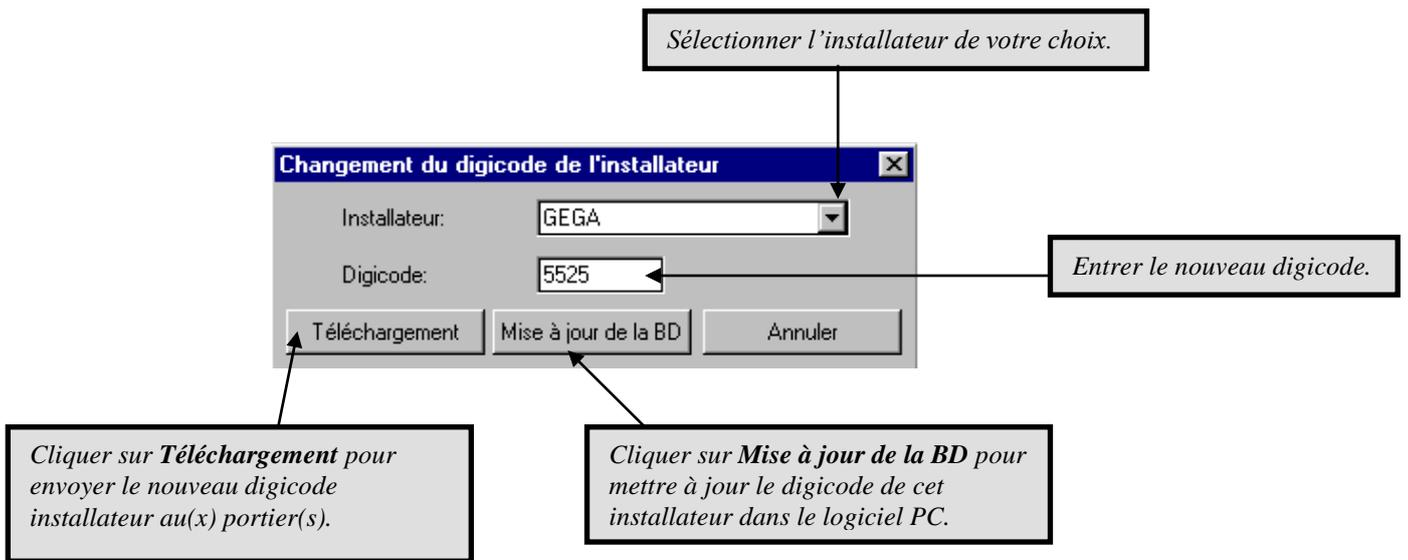 Sélectionner l’installateur de votre choix.
Changement du digicode de l'installateur
Installateur:
GEGA
Digicode:
5525
Entrer le nouveau digicode.
Téléchargement
Mise à jour de la BD
Annuler
Cliquer sur Téléchargement pour
envoyer le nouveau digicode
installateur au(x) portier(s).
Cliquer sur Mise à jour de la BD pour
mettre à jour le digicode de cet
installateur dans le logiciel PC.